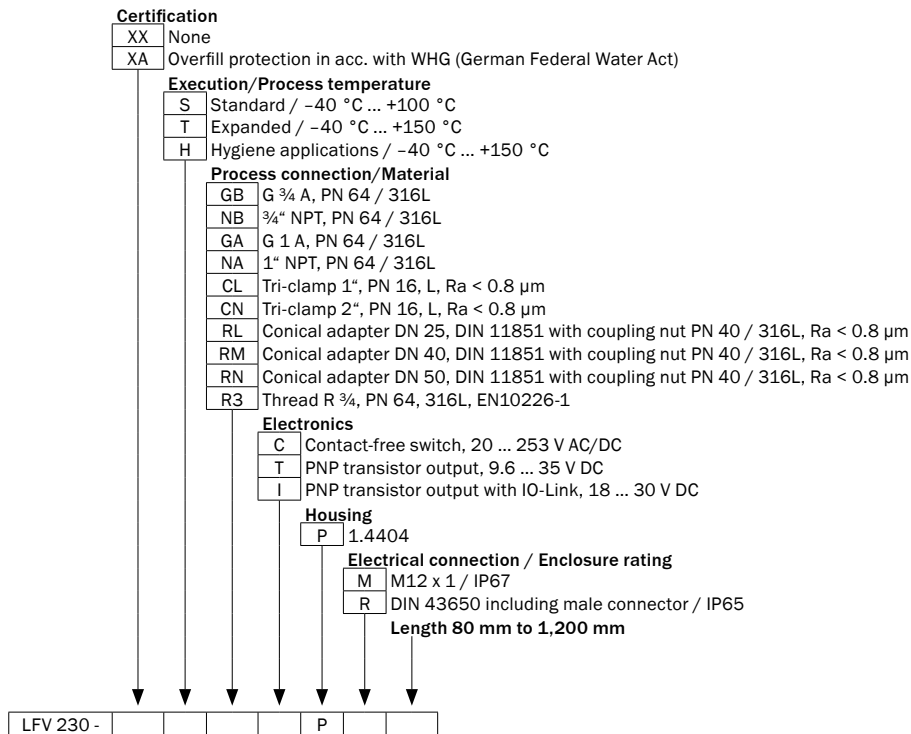 Certification
XX None
XA Overfill protection in acc. with WHG (German Federal Water Act)
Execution/Process temperature
S Standard / –40 °C ... +100 °C
T Expanded / –40 °C ... +150 °C
H Hygiene applications / –40 °C ... +150 °C
Process connection/Material
GB G ¾ A, PN 64 / 316L
NB ¾“ NPT, PN 64 / 316L
GA G 1 A, PN 64 / 316L
NA 1“ NPT, PN 64 / 316L
CL Tri-clamp 1“, PN 16, L, Ra < 0.8 µm
CN Tri-clamp 2“, PN 16, L, Ra < 0.8 µm
RL Conical adapter DN 25, DIN 11851 with coupling nut PN 40 / 316L, Ra < 0.8 µm
RM Conical adapter DN 40, DIN 11851 with coupling nut PN 40 / 316L, Ra < 0.8 µm
RN Conical adapter DN 50, DIN 11851 with coupling nut PN 40 / 316L, Ra < 0.8 µm
R3 Thread R ¾, PN 64, 316L, EN10226-1
Electronics
C Contact-free switch, 20 ... 253 V AC/DC
T PNP transistor output, 9.6 ... 35 V DC
I PNP transistor output with IO-Link, 18 ... 30 V DC
Housing
P 1.4404
Electrical connection / Enclosure rating
M M12 x 1 / IP67
R DIN 43650 including male connector / IP65
Length 80 mm to 1,200 mm
LFV 230 - P